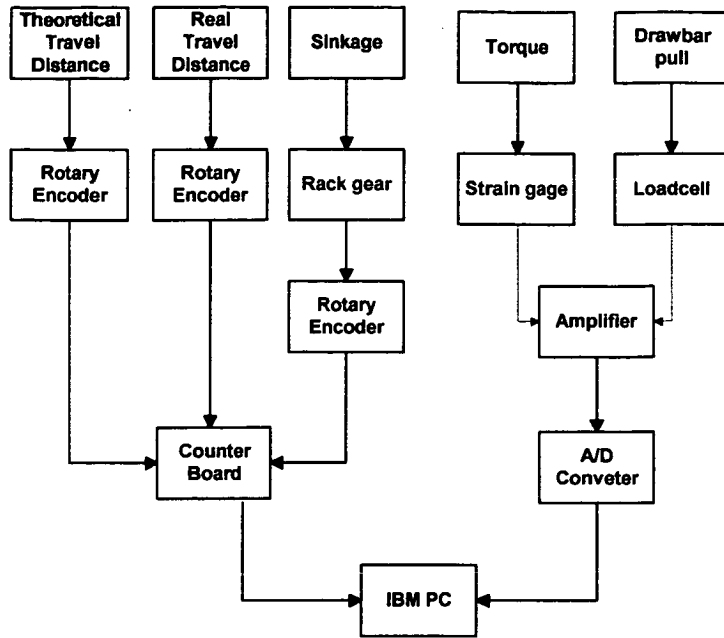 Theoretical
Travel
Distance
Real
Travel
Distance
Sinkage
Torque
Drawbar
pull
Rotary
Encoder
Rotary
Encoder
Rack gear
Strain gage
Loadcell
Rotary
Encoder
Amplifier
Counter
Board
A/D
Conveter
IBM PC